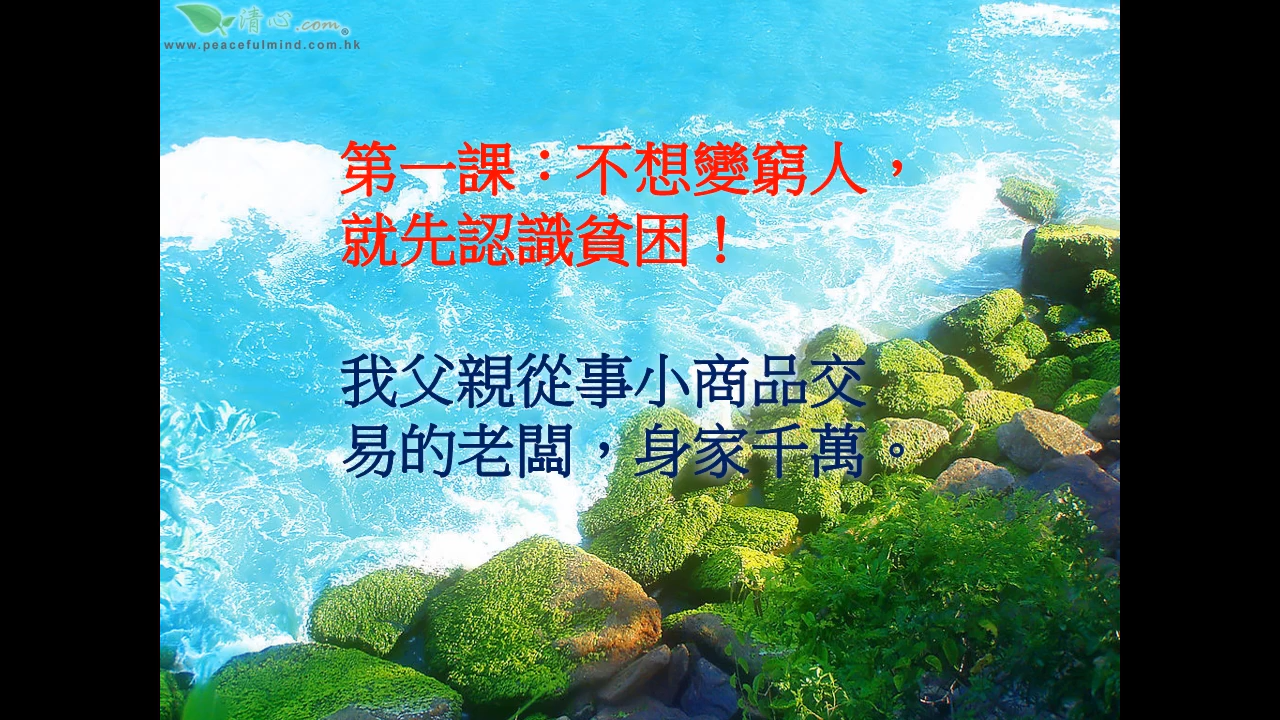 清心.com®
www.peacefulmind.com.hk
第一課：不想變窮人，
就先認識貧困！
我父親從事小商品交
易的老闆，身家千萬。